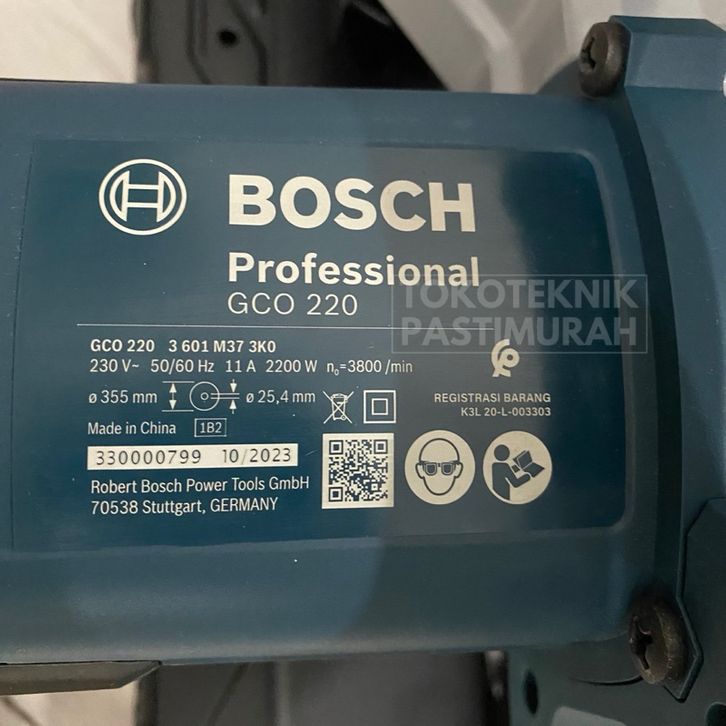 BOSCH
Professional
GCO 220
TOKOTEKNIK
PASTIMURAH
GCO 220 3 601 M37 3K0
230 V~ 50/60 Hz 11 A 2200 W n₀=3800 /min
ø 355 mm ø 25,4 mm
REGISTRASI BARANG
K3L 20-L-003303
Made in China 1B2
330000799 10/2023
Robert Bosch Power Tools GmbH
70538 Stuttgart, GERMANY